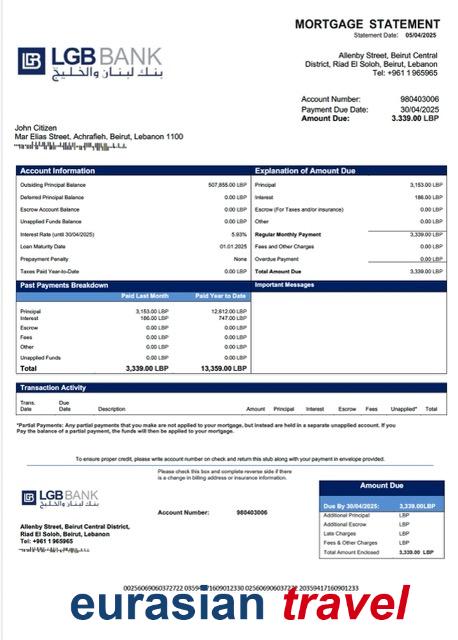 MORTGAGE STATEMENT
Statement Date: 05/04/2025
LGB BANK
بنك لبنان والخليج
Allenby Street, Beirut Central
District, Riad El Soloh, Beirut, Lebanon
Tel: +961 1 965965
Account Number: 980403006
Payment Due Date: 30/04/2025
Amount Due: 3.339.00 LBP
John Citizen
Mar Elias Street, Achrafieh, Beirut, Lebanon 1100
Account Information
Outsiding Principal Balance 507,855.00 LBP
Deferred Principal Balance 0.00 LBP
Escrow Account Balance 0.00 LBP
Unapplied Funds Balance 0.00 LBP
Interest Rate (until 30/04/2025) 5.93%
Loan Maturity Date 01.01.2025
Prepayment Penalty None
Taxes Paid Year-to-Date 0.00 LBP
Explanation of Amount Due
Principal 3,153.00 LBP
Interest 186.00 LBP
Escrow (For Taxes and/or insurance) 0.00 LBP
Other 0.00 LBP
Regular Monthly Payment 3,339.00 LBP
Fees and Other Charges 0.00 LBP
Overdue Payment 0.00 LBP
Total Amount Due 3,339.00 LBP
Past Payments Breakdown
Paid Last Month Paid Year to Date
Principal 3,153.00 LBP 12,612.00 LBP
Interest 186.00 LBP 747.00 LBP
Escrow 0.00 LBP 0.00 LBP
Fees 0.00 LBP 0.00 LBP
Other 0.00 LBP 0.00 LBP
Unapplied Funds 0.00 LBP 0.00 LBP
Total 3,339.00 LBP 13,359.00 LBP
Important Messages
Transaction Activity
Trans. Date Due Date Description Amount Principal Interest Escrow Fees Unapplied* Total
*Partial Payments: Any partial payments that you make are not applied to your mortgage, but instead are held in a separate unapplied account. If you
Pay the balance of a partial payment, the funds will then be applied to your mortgage.
To ensure proper credit, please write account number on check and return this stub along with your payment in envelope provided.
Please check this box and complete reverse side if there
is a change in billing address or insurance information.
LGB BANK
بنك لبنان والخليج
Account Number: 980403006
Allenby Street, Beirut Central District,
Riad El Soloh, Beirut, Lebanon
Tel: +961 1 965965
Amount Due
Due By 30/04/2025: 3,339.00LBP
Additional Principal LBP
Additional Escrow LBP
Late Charges LBP
Fees & Other Charges LBP
Total Amount Enclosed 3,339.00 LBP
eurasian travel